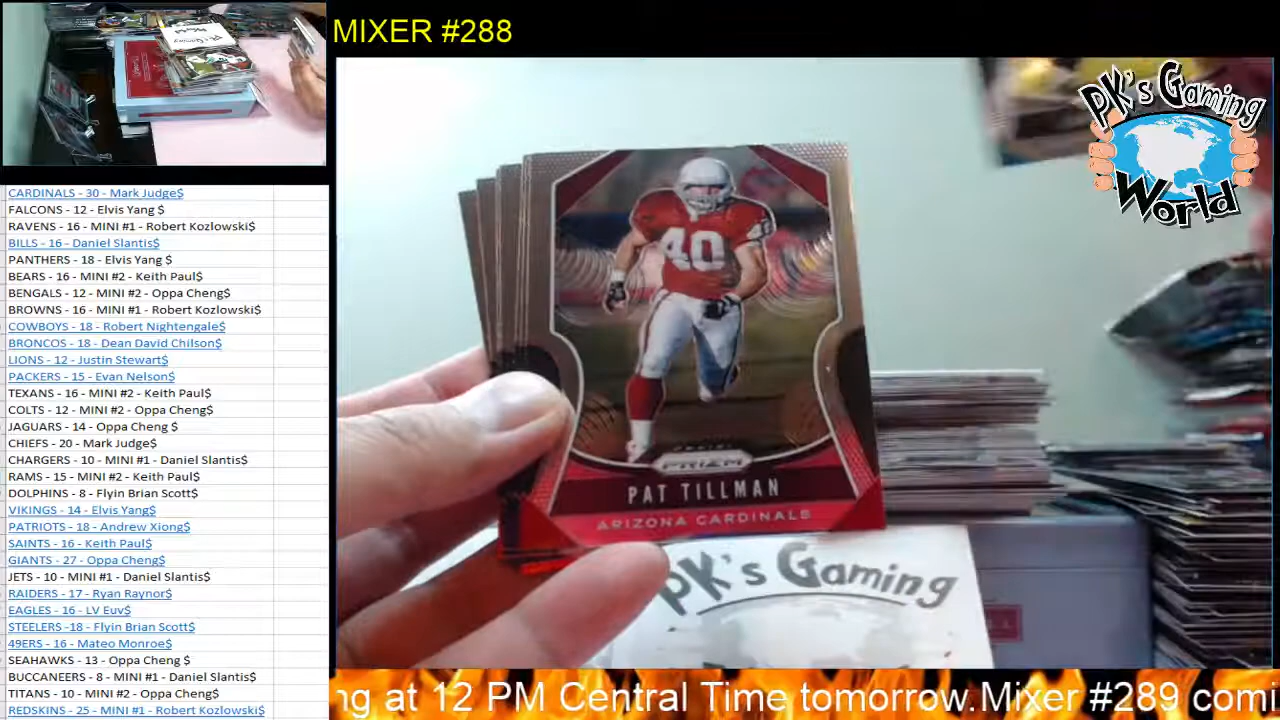 MIXER #288
PK's Gaming World
CARDINALS - 30 - Mark Judge$
FALCONS - 12 - Elvis Yang $
RAVENS - 16 - MINI #1 - Robert Kozlowski$
BILLS - 16 - Daniel Slantis$
PANTHERS - 18 - Elvis Yang $
BEARS - 16 - MINI #2 - Keith Paul$
BENGALS - 12 - MINI #2 - Oppa Cheng$
BROWNS - 16 - MINI #1 - Robert Kozlowski$
COWBOYS - 18 - Robert Nightengale$
BRONCOS - 18 - Dean David Chilson$
LIONS - 12 - Justin Stewart$
PACKERS - 15 - Evan Nelson$
TEXANS - 16 - MINI #2 - Keith Paul$
COLTS - 12 - MINI #2 - Oppa Cheng$
JAGUARS - 14 - Oppa Cheng $
CHIEFS - 20 - Mark Judge$
CHARGERS - 10 - MINI #1 - Daniel Slantis$
RAMS - 15 - MINI #2 - Keith Paul$
DOLPHINS - 8 - Flyin Brian Scott$
VIKINGS - 14 - Elvis Yang$
PATRIOTS - 18 - Andrew Xiong$
SAINTS - 16 - Keith Paul$
GIANTS - 27 - Oppa Cheng$
JETS - 10 - MINI #1 - Daniel Slantis$
RAIDERS - 17 - Ryan Raynor$
EAGLES - 16 - LV Euv$
STEELERS -18 - Flyin Brian Scott$
49ERS - 16 - Mateo Monroe$
SEAHAWKS - 13 - Oppa Cheng $
BUCCANEERS - 8 - MINI #1 - Daniel Slantis$
TITANS - 10 - MINI #2 - Oppa Cheng$
REDSKINS - 25 - MINI #1 - Robert Kozlowski$
40
PRIZM
PAT TILLMAN
ARIZONA CARDINALS
PK's Gaming
ng at 12 PM Central Time tomorrow.Mixer #289 comi